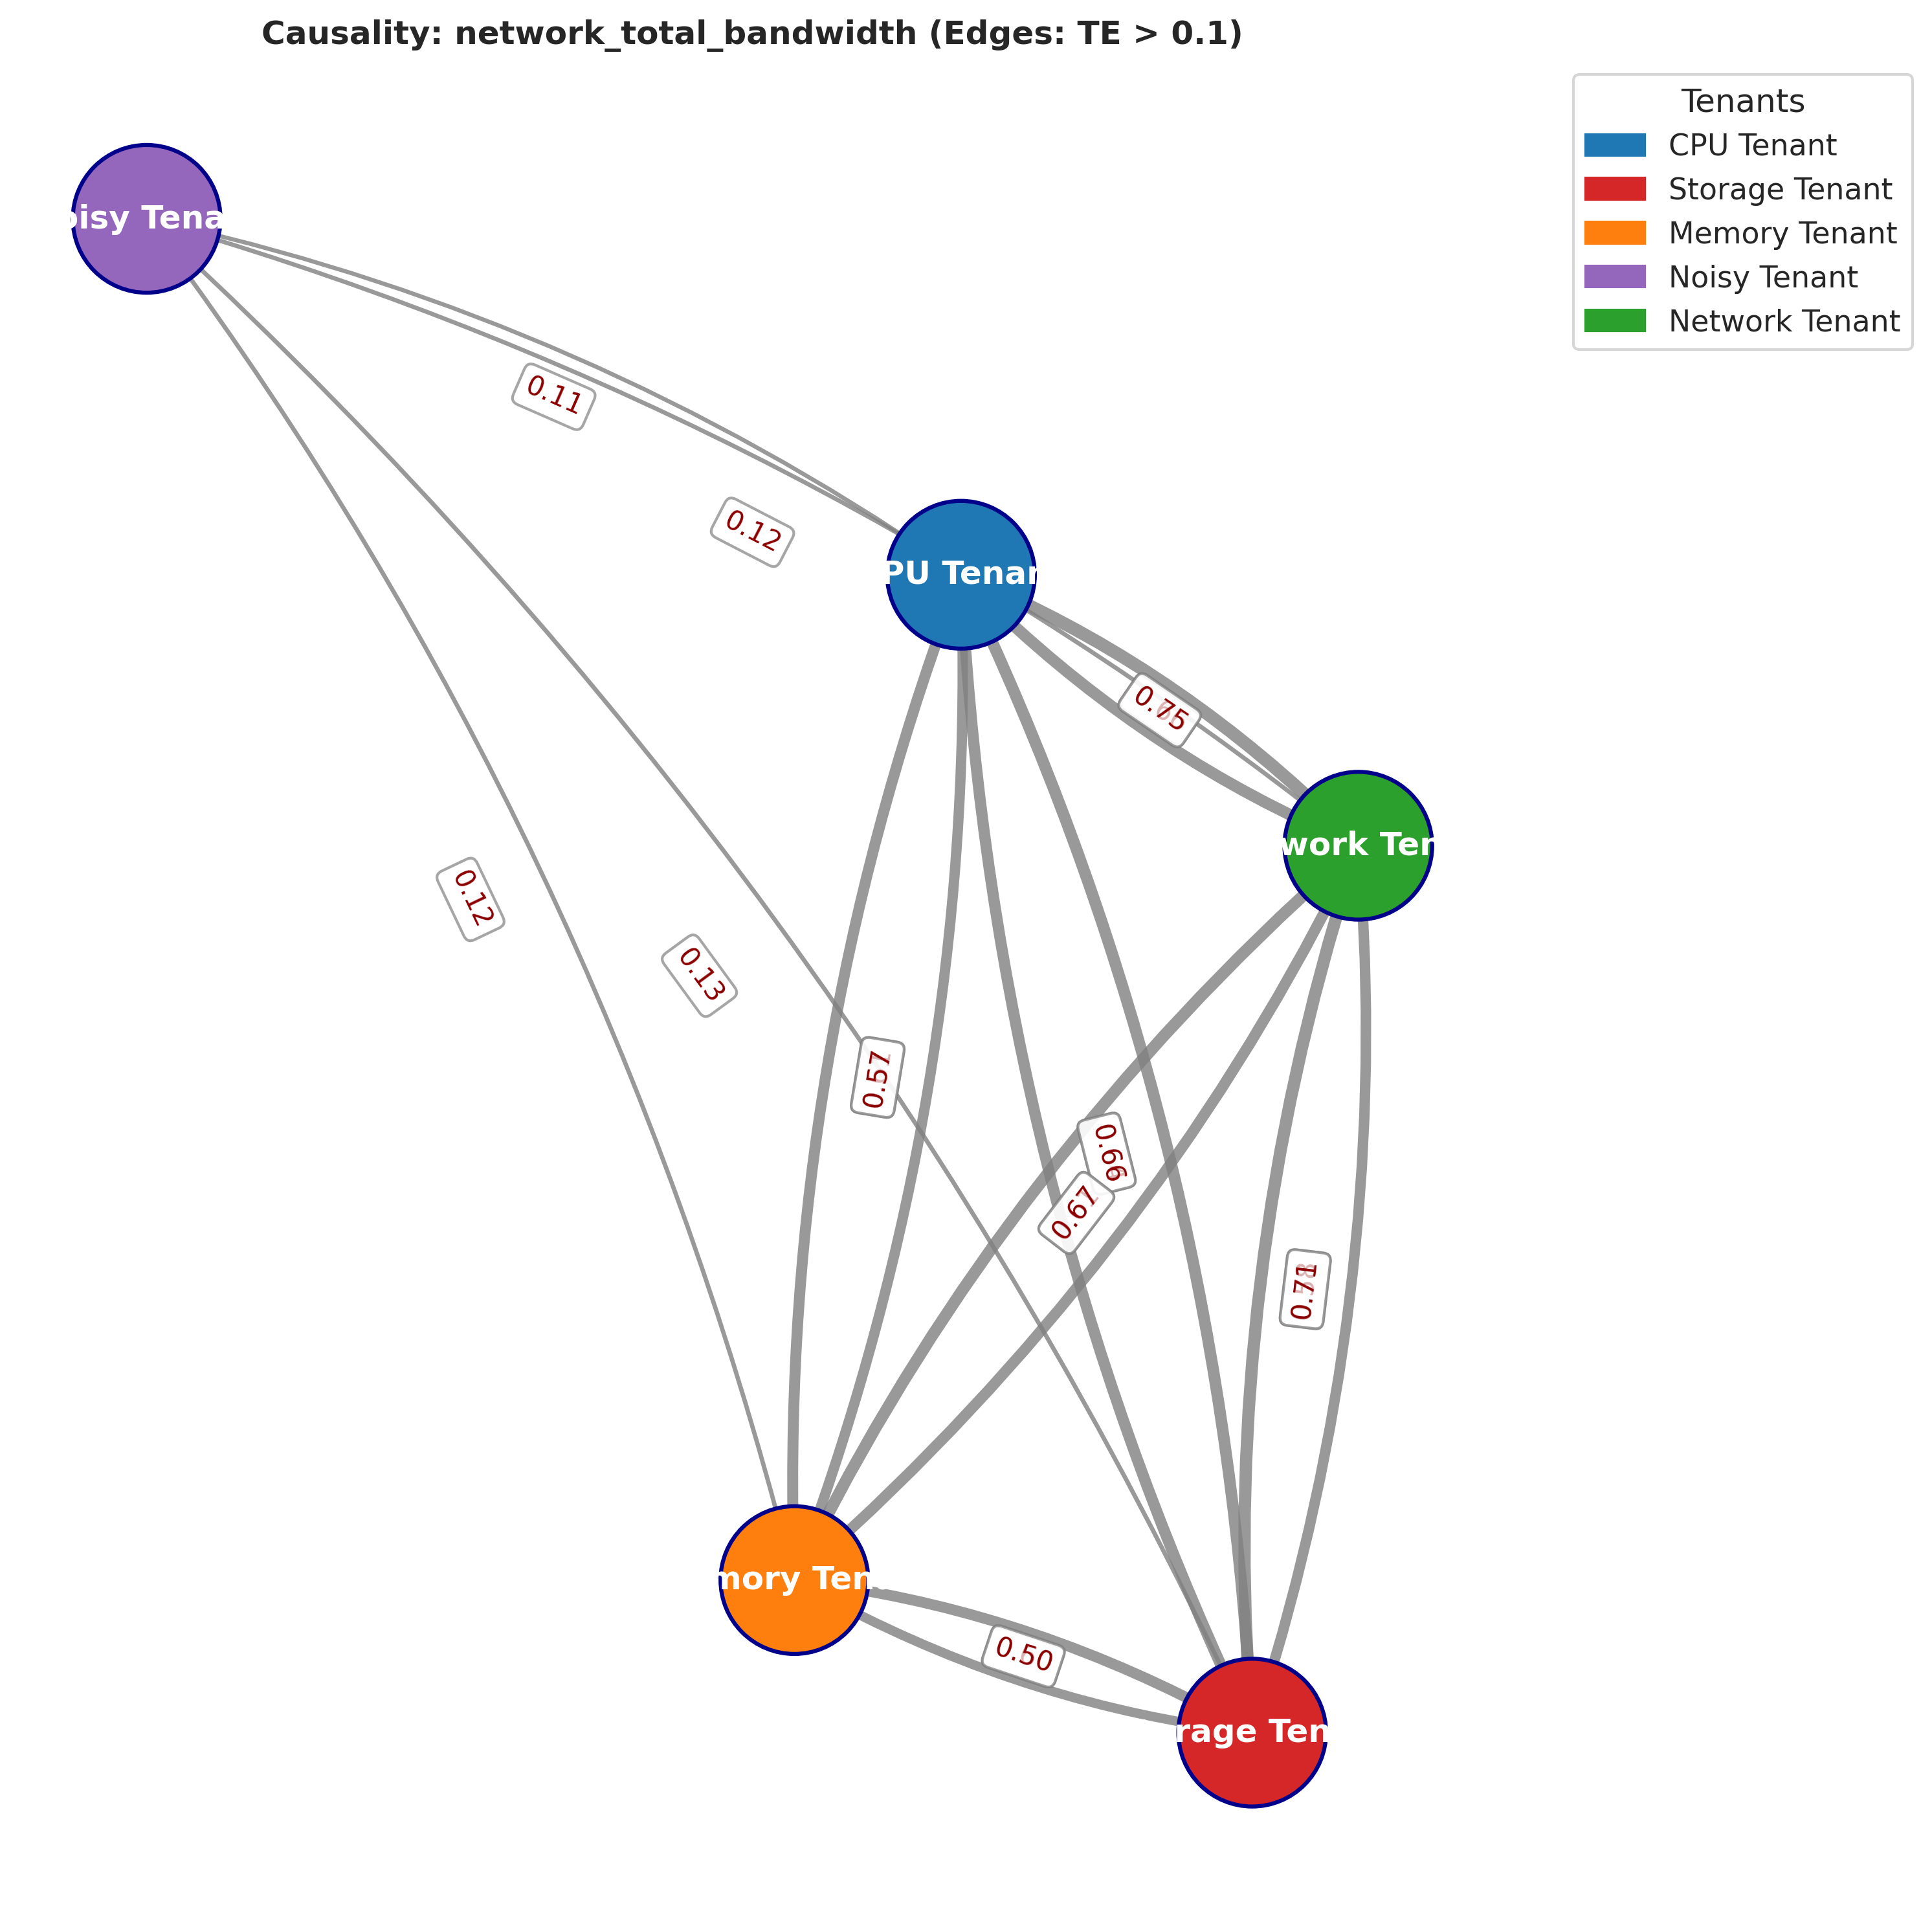 Causality: network_total_bandwidth (Edges: TE > 0.1)
Tenants
CPU Tenant
Storage Tenant
Memory Tenant
Noisy Tenant
Network Tenant
oisy Tena
0.11
0.12
PU Tenar
0.75
work Ten
0.12
0.13
0.57
0.66
0.67
0.71
mory Ten
0.50
rage Ten